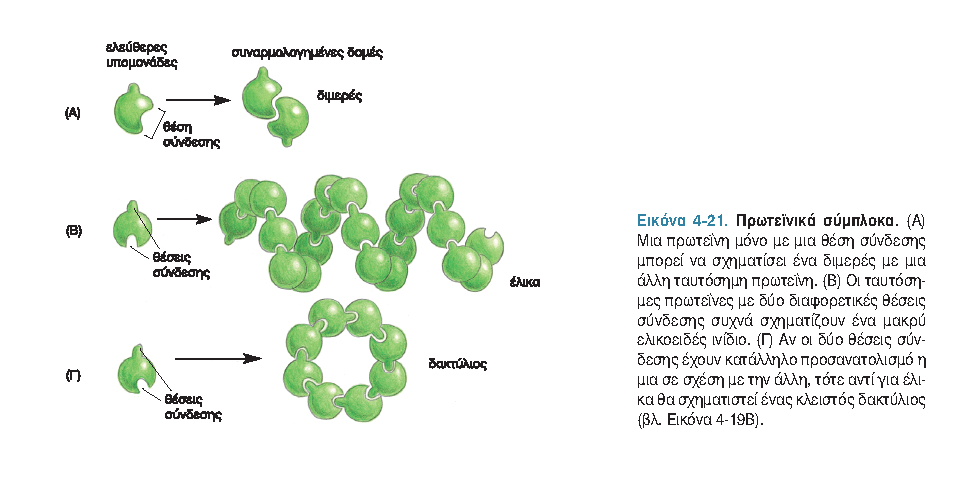 ελεύθερες
υπομονάδες
συναρμολογημένες δομές
διμερές
(Α)
θέση
σύνδεσης
(Β)
θέσεις
σύνδεσης
έλικα
(Γ)
δακτύλιος
θέσεις
σύνδεσης
Εικόνα 4-21. Πρωτεϊνικά σύμπλοκα. (Α)
Μια πρωτεΐνη μόνο με μια θέση σύνδεσης
μπορεί να σχηματίσει ένα διμερές με μια
άλλη ταυτόσημη πρωτεΐνη. (Β) Οι ταυτόση-
μες πρωτεΐνες με δύο διαφορετικές θέσεις
σύνδεσης συχνά σχηματίζουν ένα μακρύ
ελικοειδές ινίδιο. (Γ) Αν οι δύο θέσεις σύν-
δεσης έχουν κατάλληλο προσανατολισμό η
μια σε σχέση με την άλλη, τότε αντί για έλι-
κα θα σχηματιστεί ένας κλειστός δακτύλιος
(βλ. Εικόνα 4-19Β).